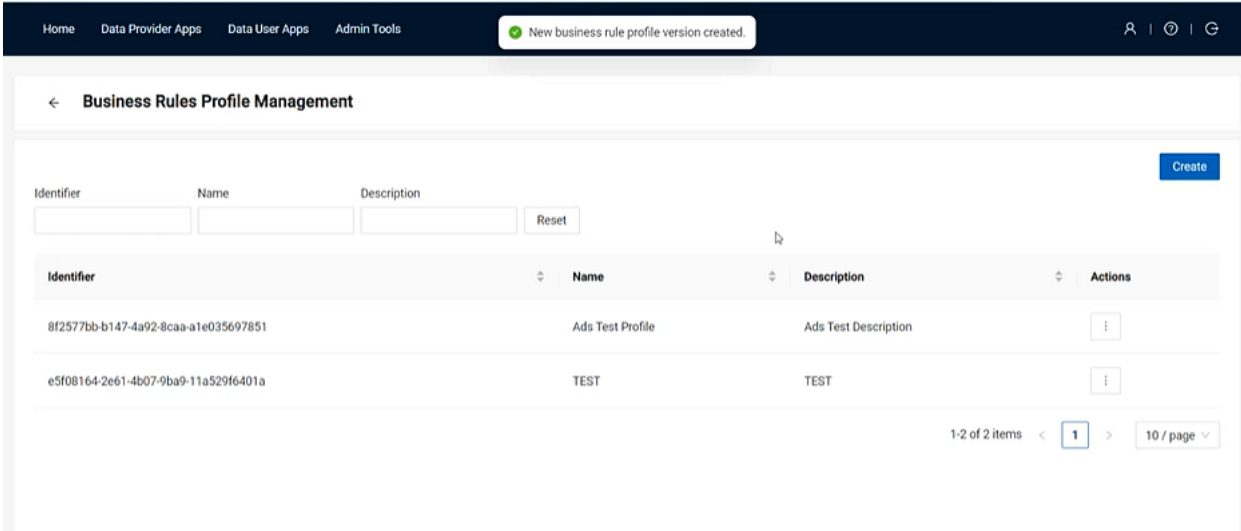 Home Data Provider Apps Data User Apps Admin Tools New business rule profile version created.
Business Rules Profile Management
Create
Identifier Name Description
Reset
Identifier Name Description Actions
8f2577bb-b147-4a92-8caa-a1e035697851 Ads Test Profile Ads Test Description
e5f08164-2e61-4b07-9ba9-11a529f6401a TEST TEST
1-2 of 2 items < 1 > 10 / page